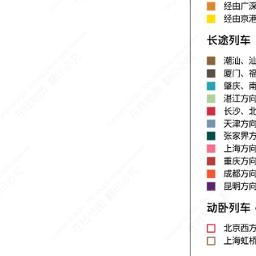 经由广深
经由京港
长途列车
潮汕、汕
厦门、福
肇庆、南
湛江方向
长沙、北
天津方向
张家界方
上海方向
重庆方向
成都方向
昆明方向
动卧列车
北京西方
上海虹桥